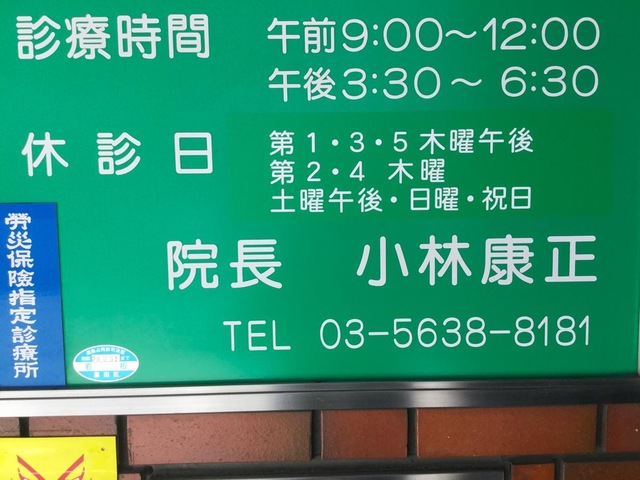 診療時間 午前9:00～12:00
午後3:30～6:30
休診日 第1・3・5木曜午後
第2・4 木曜
土曜午後・日曜・祝日
院長 小林康正
TEL 03-5638-8181
労災保険指定診療所